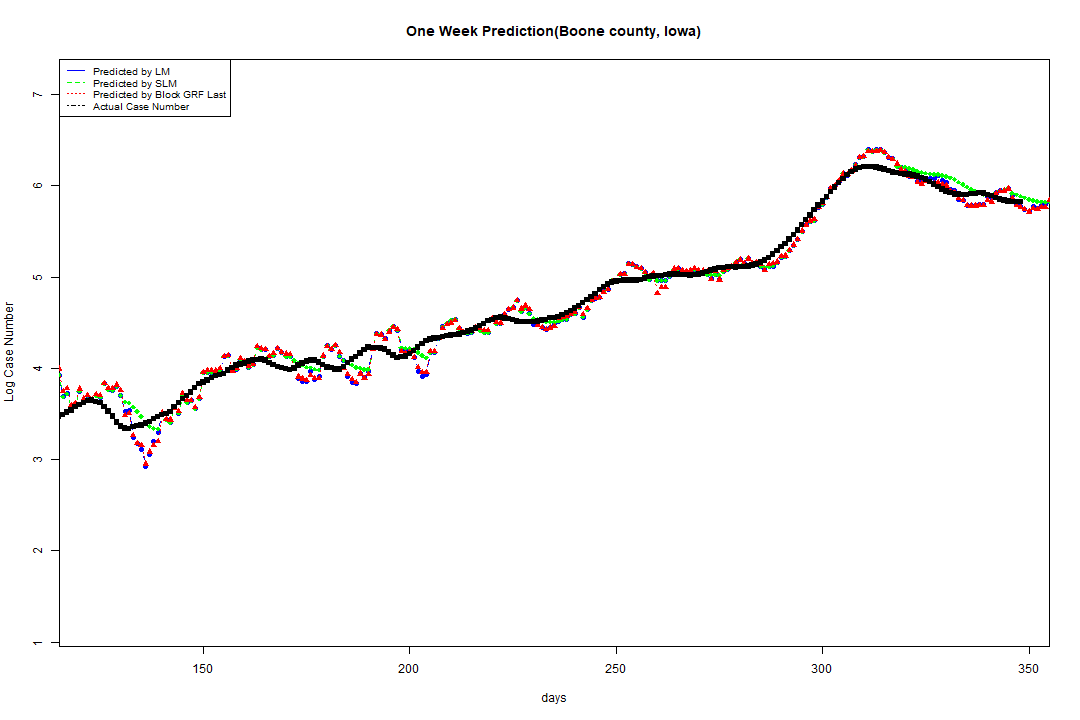 One Week Prediction(Boone county, Iowa)
Predicted by LM
Predicted by SLM
Predicted by Block GRF Last
Actual Case Number
7
6
5
4
3
2
1
Log Case Number
150 200 250 300 350
days